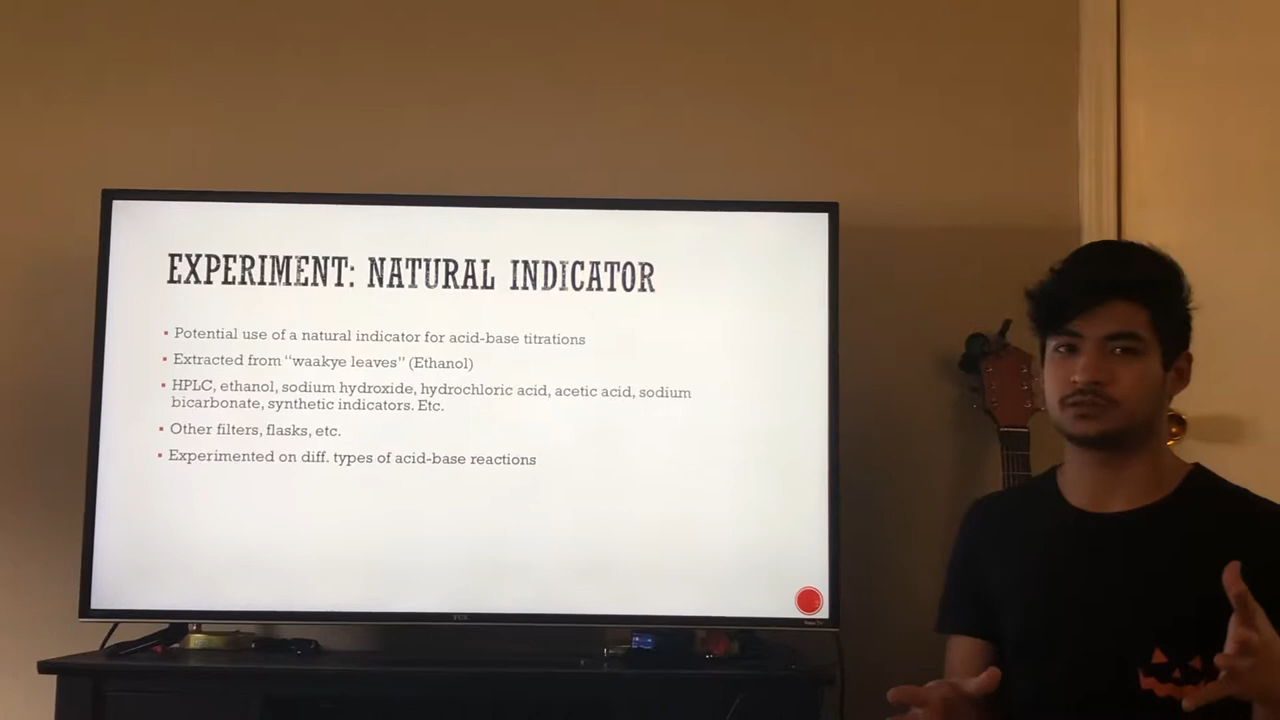 EXPERIMENT: NATURAL INDICATOR
▪ Potential use of a natural indicator for acid-base titrations
▪ Extracted from “waakye leaves” (Ethanol)
▪ HPLC, ethanol, sodium hydroxide, hydrochloric acid, acetic acid, sodium
bicarbonate, synthetic indicators. Etc.
▪ Other filters, flasks, etc.
▪ Experimented on diff. types of acid-base reactions
TCL